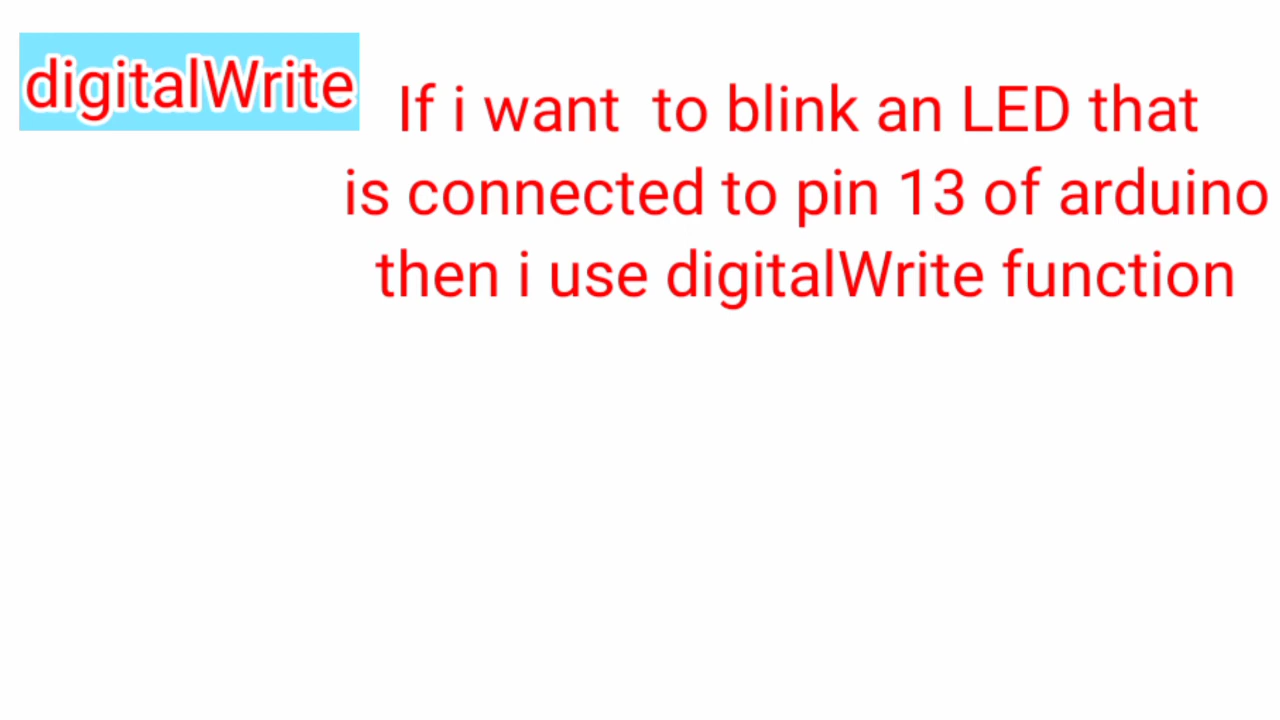 digitalWrite
If i want  to blink an LED that
is connected to pin 13 of arduino
then i use digitalWrite function